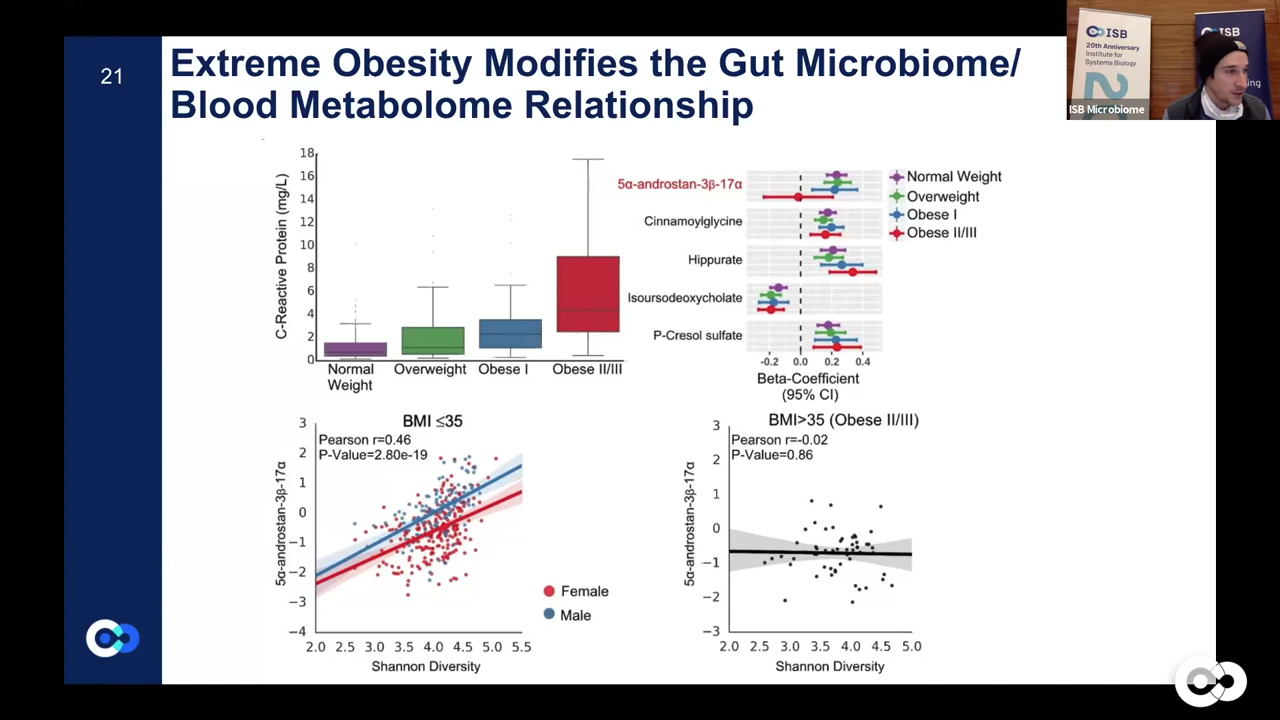 21
Extreme Obesity Modifies the Gut Microbiome/
Blood Metabolome Relationship
ISB
20th Anniversary
Institute for
Systems Biology
ISB
ing
ISB Microbiome
C-Reactive Protein (mg/L)
18
16
14
12
10
8
6
4
2
0
Normal
Weight
Overweight
Obese I
Obese II/III
5α-androstan-3β-17α
Cinnamoylglycine
Hippurate
Isoursodeoxycholate
P-Cresol sulfate
-0.2 0.0 0.2 0.4
Beta-Coefficient
(95% CI)
Normal Weight
Overweight
Obese I
Obese II/III
BMI ≤35
Pearson r=0.46
P-Value=2.80e-19
5α-androstan-3β-17α
3
2
1
0
−1
−2
−3
−4
2.0 2.5 3.0 3.5 4.0 4.5 5.0 5.5
Shannon Diversity
Female
Male
BMI>35 (Obese II/III)
Pearson r=-0.02
P-Value=0.86
5α-androstan-3β-17α
3
2
1
0
−1
−2
−3
2.0 2.5 3.0 3.5 4.0 4.5 5.0
Shannon Diversity